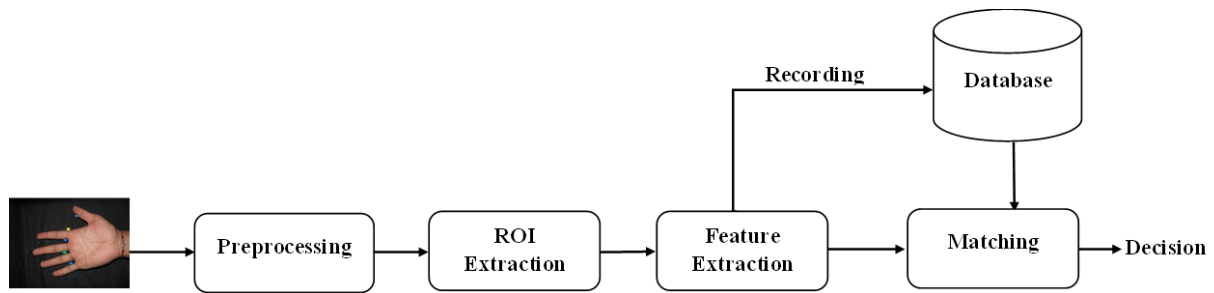 Recording
Database
Preprocessing
ROI
Extraction
Feature
Extraction
Matching
Decision